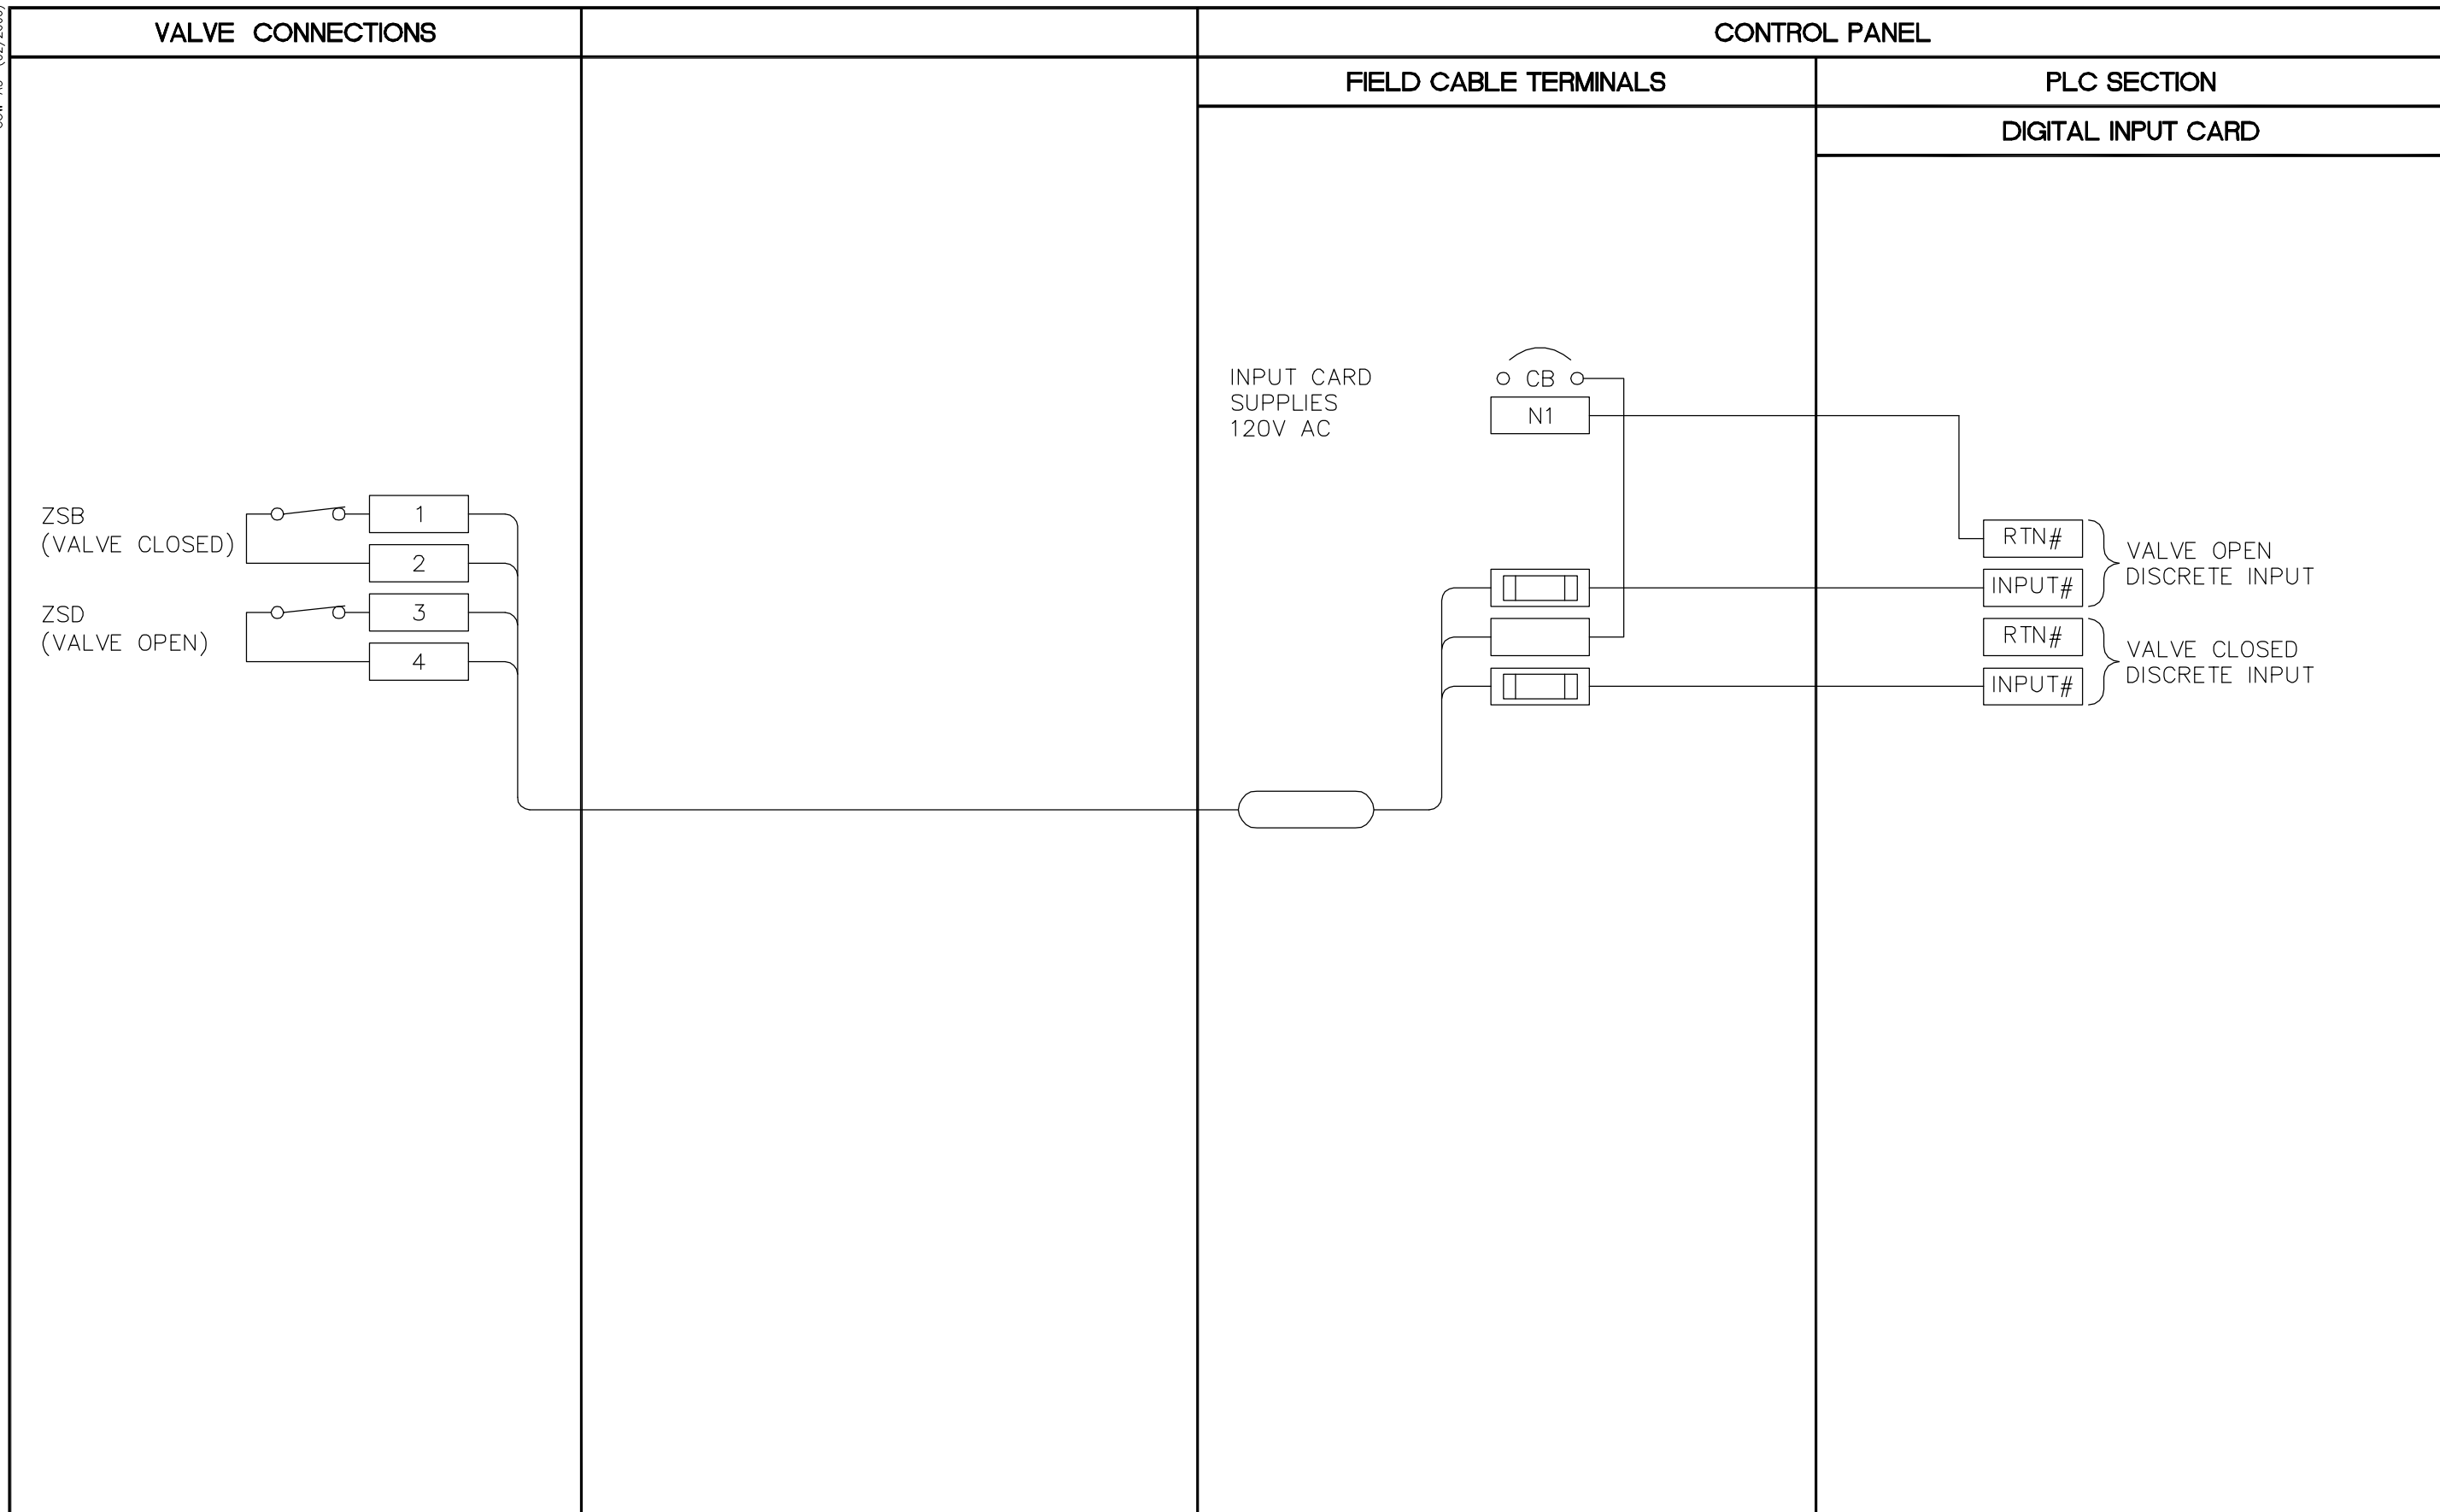 VALVE CONNECTIONS
CONTROL PANEL
FIELD CABLE TERMINALS
PLC SECTION
DIGITAL INPUT CARD
INPUT CARD
SUPPLIES
120V AC
CB
N1
ZSB
(VALVE CLOSED)
1
2
ZSD
(VALVE OPEN)
3
4
RTN#
INPUT#
VALVE OPEN
DISCRETE INPUT
RTN#
INPUT#
VALVE CLOSED
DISCRETE INPUT